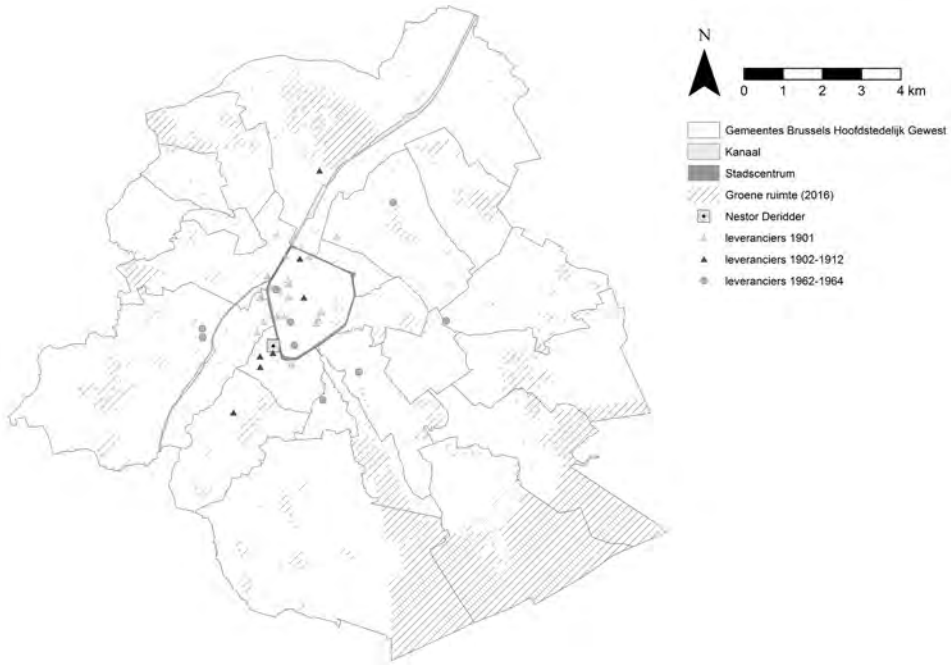 N
0 1 2 3 4 km
Gemeentes Brussels Hoofdstedelijk Gewest
Kanaal
Stadscentrum
Groene ruimte (2016)
Nestor Deridder
leveranciers 1901
leveranciers 1902-1912
leveranciers 1962-1964